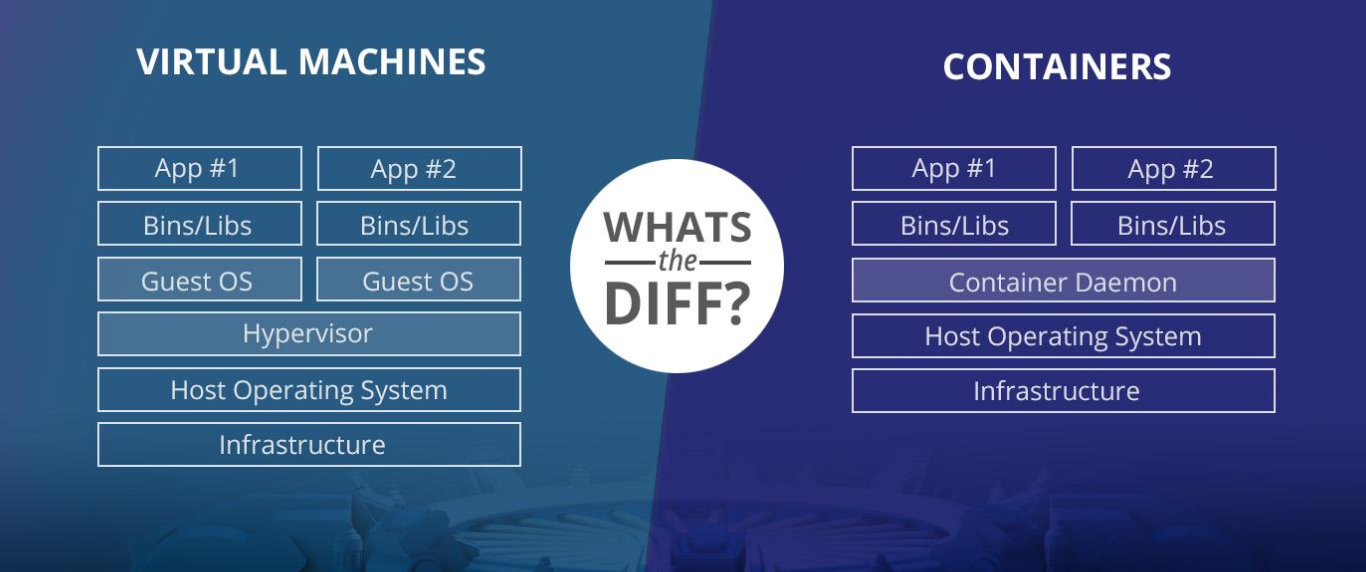 VIRTUAL MACHINES
App #1 App #2
Bins/Libs Bins/Libs
Guest OS Guest OS
Hypervisor
Host Operating System
Infrastructure
WHATS
the
DIFF?
CONTAINERS
App #1 App #2
Bins/Libs Bins/Libs
Container Daemon
Host Operating System
Infrastructure